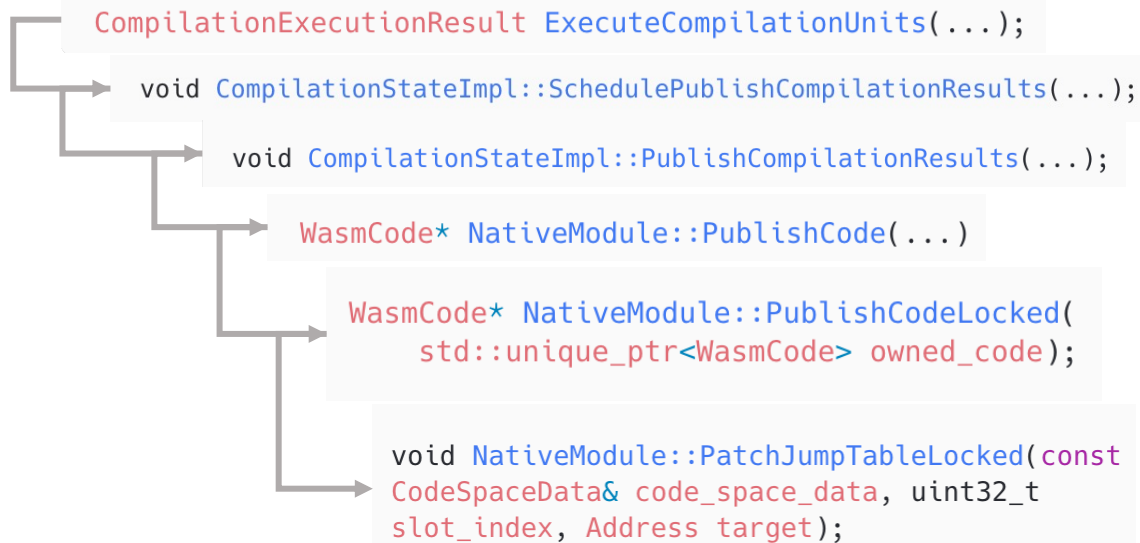 CompilationExecutionResult ExecuteCompilationUnits(...);
void CompilationStateImpl::SchedulePublishCompilationResults(...);
void CompilationStateImpl::PublishCompilationResults(...);
WasmCode* NativeModule::PublishCode(...)
WasmCode* NativeModule::PublishCodeLocked(
std::unique_ptr<WasmCode> owned_code);
void NativeModule::PatchJumpTableLocked(const
CodeSpaceData& code_space_data, uint32_t
slot_index, Address target);